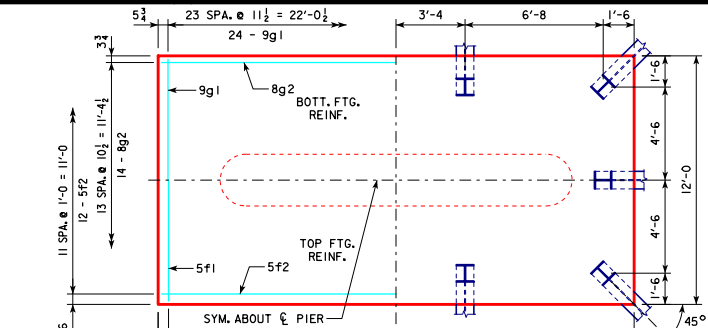 5¾
23 SPA. @ 11½ = 22'-0½
3'-4
6'-8
1'-6
24 - 9g1
3¾
9g1
8g2
BOTT. FTG.
REINF.
1'-6
13 SPA. @ 10½ = 11'-4½
14 - 8g2
4'-6
11 SPA. @ 1'-0 = 11'-0
12 - 5f2
12'-0
TOP FTG.
REINF.
4'-6
5f1
5f2
1'-6
SYM. ABOUT ℄ PIER
45°